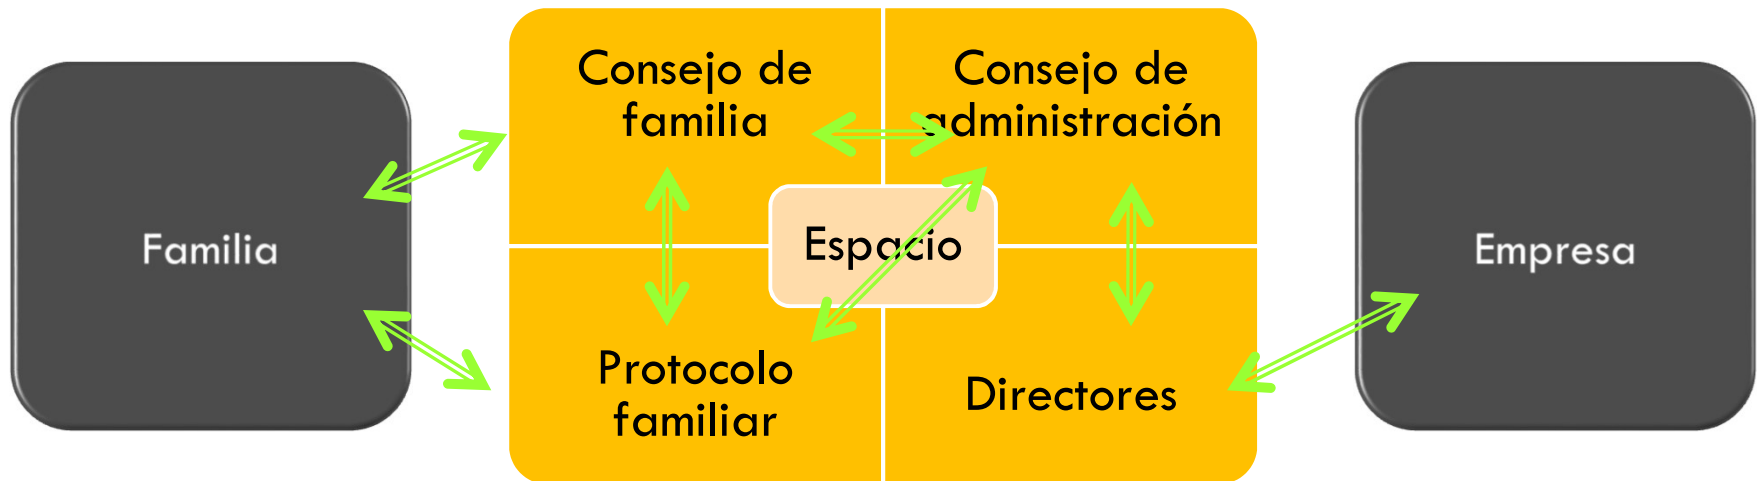 Familia
Consejo de
familia
Consejo de
administración
Espacio
Protocolo
familiar
Directores
Empresa